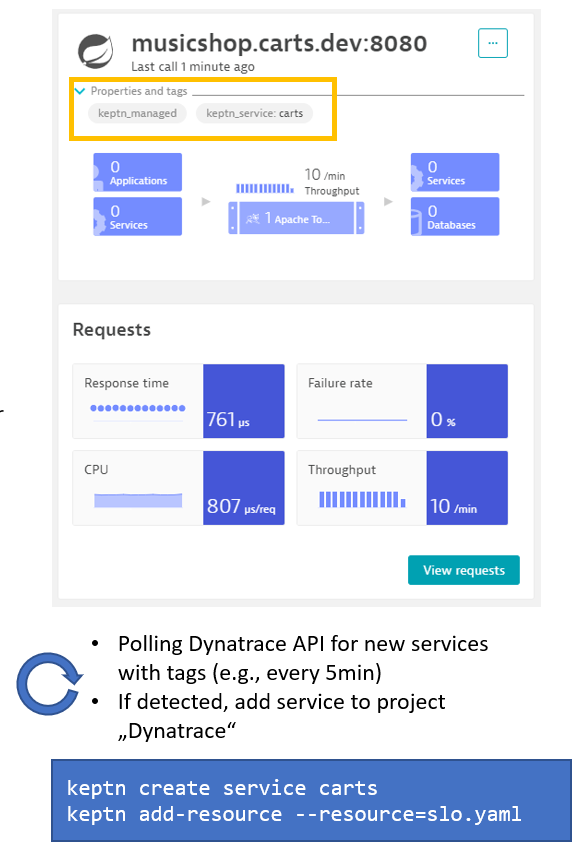 musicshop.carts.dev:8080
...
Last call 1 minute ago
Properties and tags
keptn_managed
keptn_service: carts
0
Applications
0
Services
10 /min
Throughput
1 Apache To...
0
Services
0
Databases
Requests
Response time
761 µs
Failure rate
0 %
CPU
807 µs/req
Throughput
10 /min
View requests
• Polling Dynatrace API for new services
with tags (e.g., every 5min)
• If detected, add service to project
„Dynatrace“
keptn create service carts
keptn add-resource --resource=slo.yaml